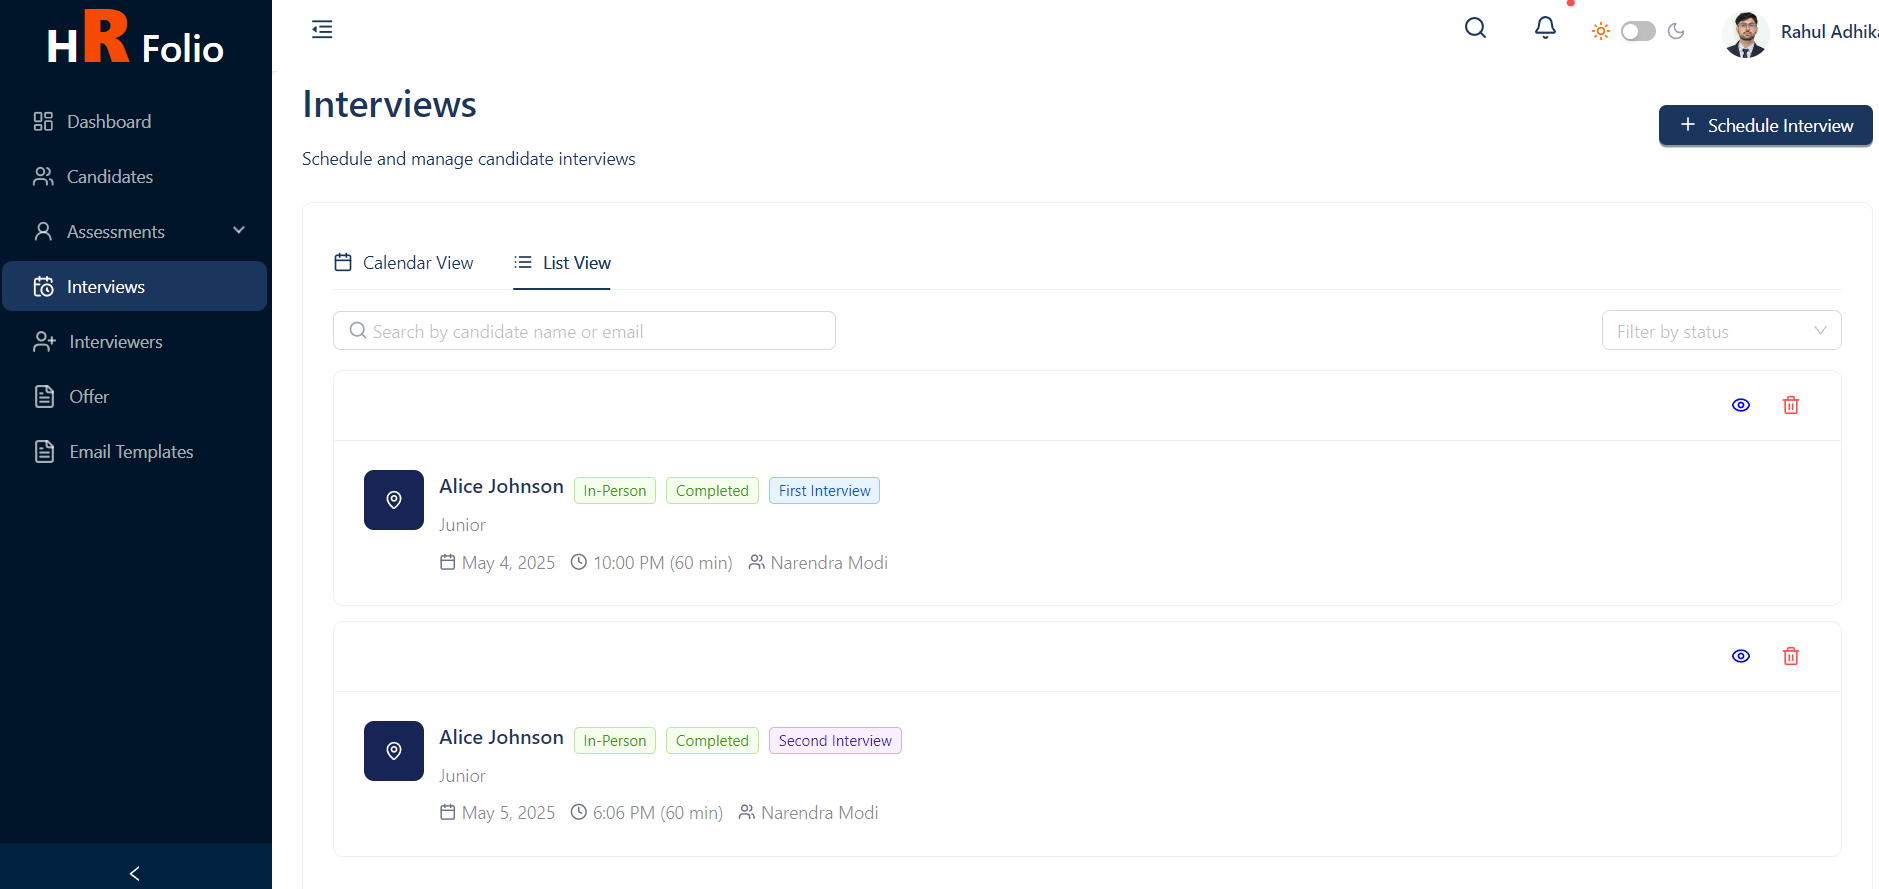 HR Folio
Rahul Adhika
Dashboard
Candidates
Assessments
Interviews
Interviewers
Offer
Email Templates
Interviews
Schedule and manage candidate interviews
+ Schedule Interview
Calendar View
List View
Search by candidate name or email
Filter by status
Alice Johnson In-Person Completed First Interview
Junior
May 4, 2025 10:00 PM (60 min) Narendra Modi
Alice Johnson In-Person Completed Second Interview
Junior
May 5, 2025 6:06 PM (60 min) Narendra Modi